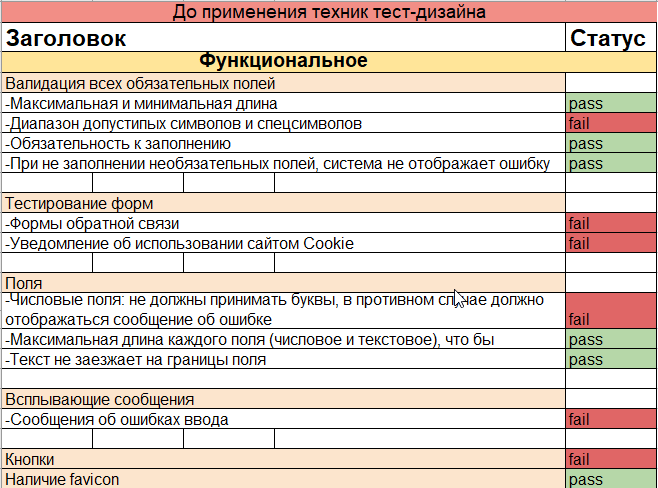 До применения техник тест-дизайна
Заголовок Статус
Функциональное
Валидация всех обязательных полей
-Максимальная и минимальная длина pass
-Диапазон допустипых символов и спецсимволов fail
-Обязательность к заполнению pass
-При не заполнении необязательных полей, система не отображает ошибку pass
Тестирование форм
-Формы обратной связи fail
-Уведомление об использовании сайтом Cookie fail
Поля
-Числовые поля: не должны принимать буквы, в противном случае должно
отображаться сообщение об ошибке fail
-Максимальная длина каждого поля (числовое и текстовое), что бы pass
-Текст не заезжает на границы поля pass
Всплывающие сообщения
-Сообщения об ошибках ввода fail
Кнопки fail
Наличие favicon pass